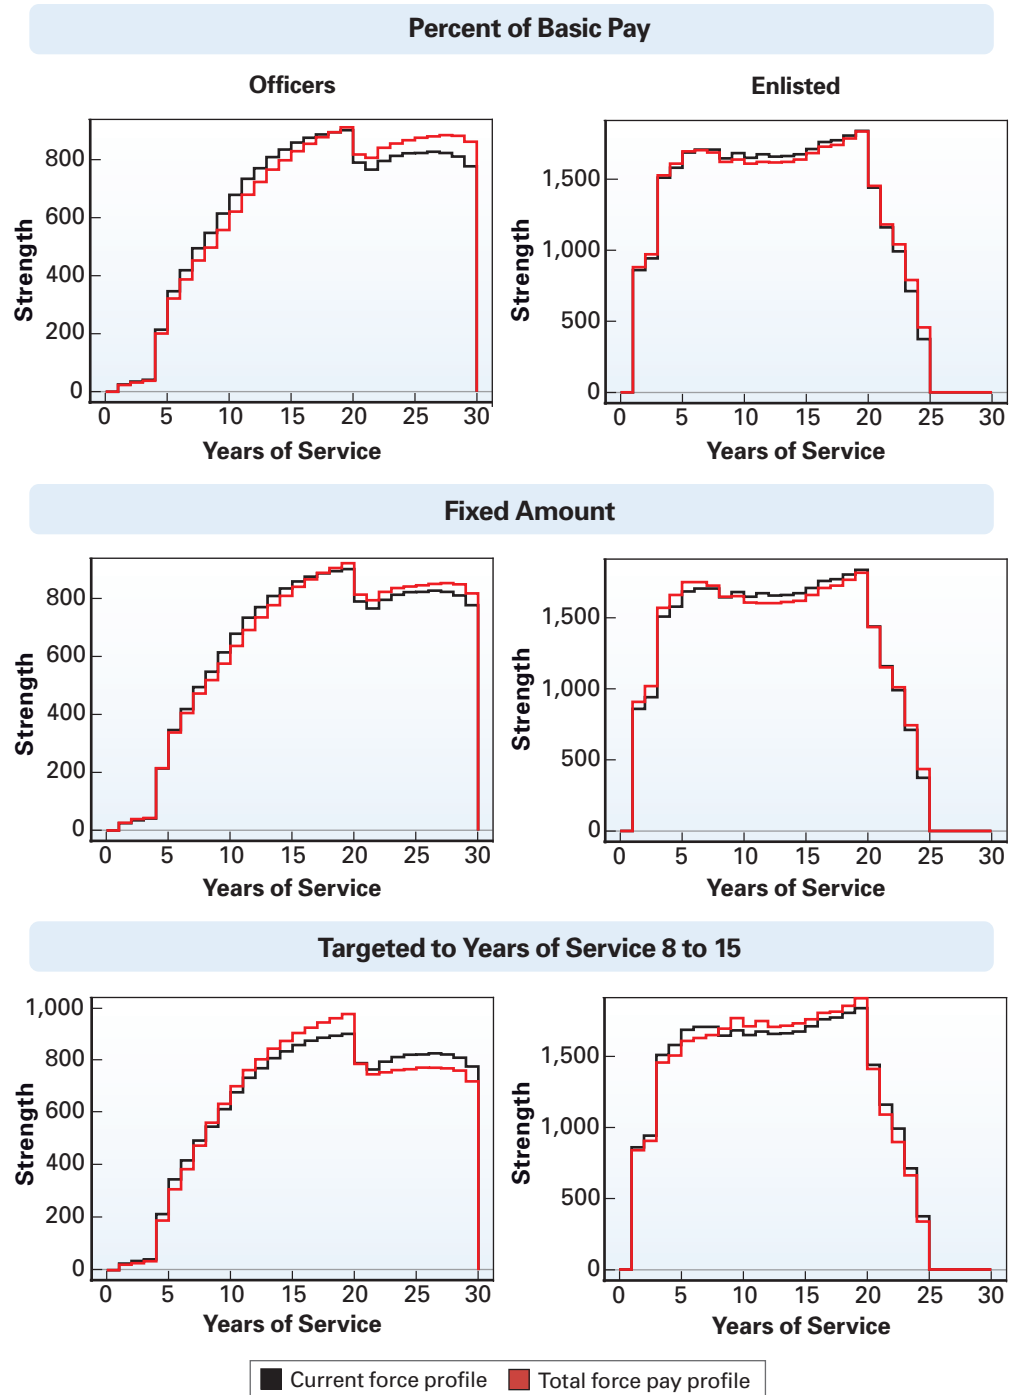 Percent of Basic Pay
Officers
Enlisted
Strength
800
600
400
200
0
0 5 10 15 20 25 30
Years of Service
Strength
1,500
1,000
500
0
0 5 10 15 20 25 30
Years of Service
Fixed Amount
Strength
800
600
400
200
0
0 5 10 15 20 25 30
Years of Service
Strength
1,500
1,000
500
0
0 5 10 15 20 25 30
Years of Service
Targeted to Years of Service 8 to 15
Strength
1,000
800
600
400
200
0
0 5 10 15 20 25 30
Years of Service
Strength
1,500
1,000
500
0
0 5 10 15 20 25 30
Years of Service
Current force profile
Total force pay profile